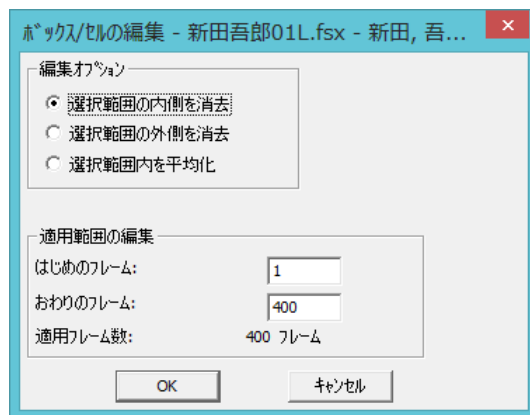 ﾎﾞｯｸｽ/ｾﾙの編集 - 新田吾郎01L.fsx - 新田, 吾...
編集ｵﾌﾟｼｮﾝ
選択範囲の内側を消去
選択範囲の外側を消去
選択範囲内を平均化
適用範囲の編集
はじめのﾌﾚｰﾑ: 1
おわりのﾌﾚｰﾑ: 400
適用ﾌﾚｰﾑ数: 400 ﾌﾚｰﾑ
OK ｷｬﾝｾﾙ